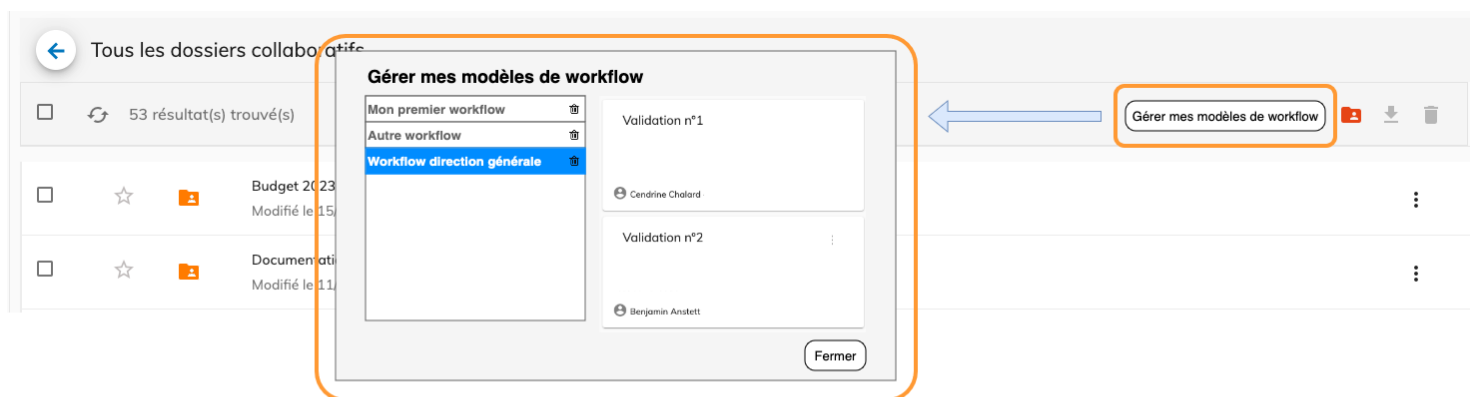 Tous les dossiers collaboratifs
Gérer mes modèles de workflow
53 résultat(s) trouvé(s)
Mon premier workflow
Autre workflow
Workflow direction générale
Validation n°1
Cendrine Chalard
Validation n°2
Benjamin Anstett
Fermer
Gérer mes modèles de workflow
Budget 2023
Modifié le 15/
Documentati
Modifié le 11/